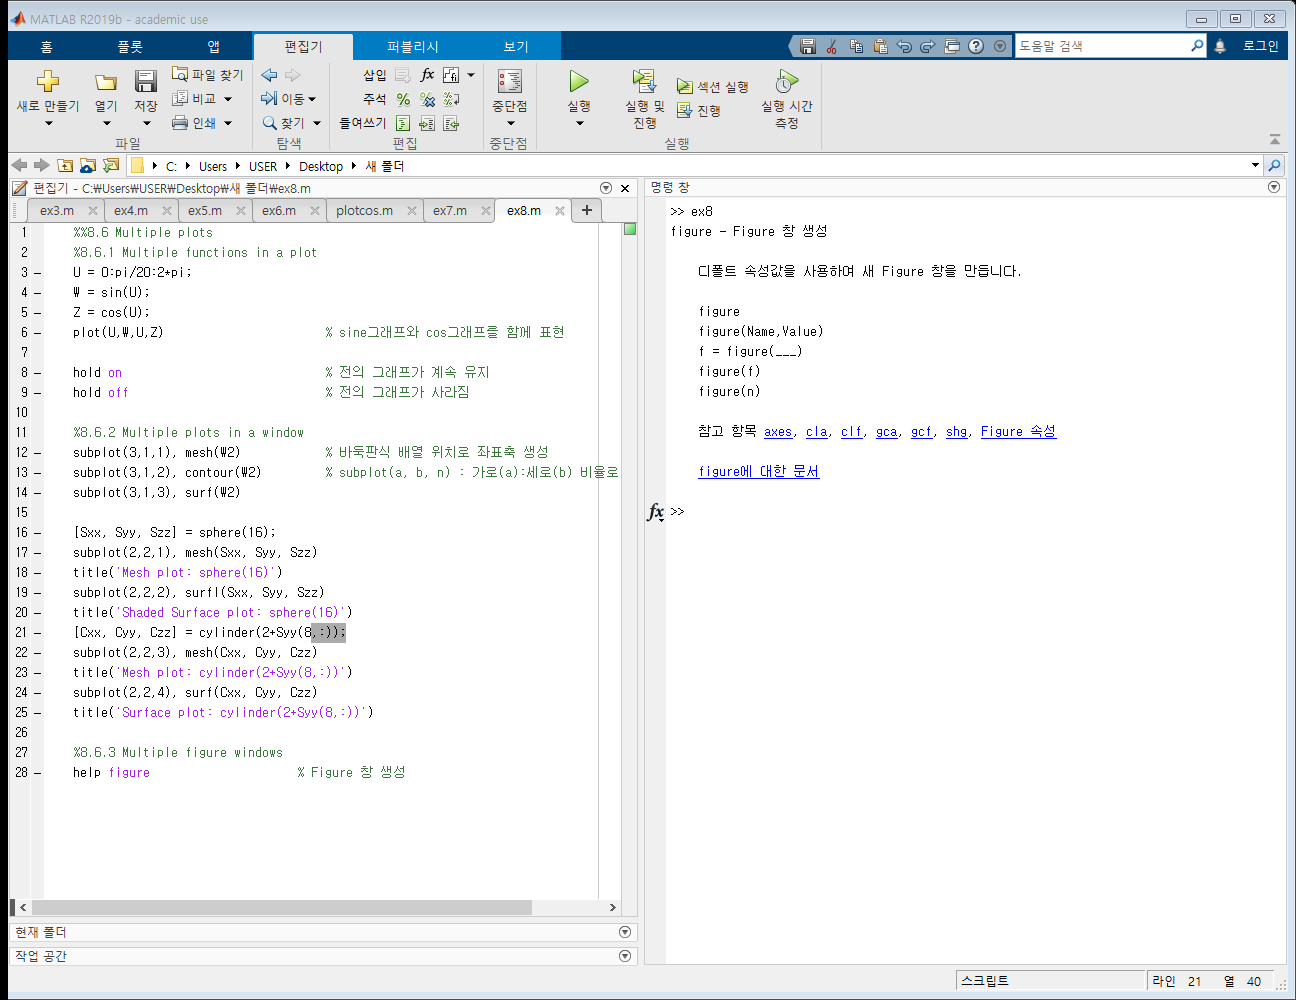 MATLAB R2019b - academic use
홈 플롯 앱 편집기 퍼블리시 보기 도움말 검색 로그인
새로 만들기 열기 저장 파일 찾기 비교 인쇄 이동 찾기 삽입 fx 주석 들여쓰기 중단점 실행 실행 및 진행 섹션 실행 진행 실행 시간 측정
파일 탐색 편집 중단점 실행
C: Users USER Desktop 새 폴더
편집기 - C:₩Users₩USER₩Desktop₩새 폴더₩ex8.m
ex3.m ex4.m ex5.m ex6.m plotcos.m ex7.m ex8.m +
1 %%8.6 Multiple plots
2 %8.6.1 Multiple functions in a plot
3 – U = 0:pi/20:2*pi;
4 – W = sin(U);
5 – Z = cos(U);
6 – plot(U,W,U,Z) % sine그래프와 cos그래프를 함께 표현
7
8 – hold on % 전의 그래프가 계속 유지
9 – hold off % 전의 그래프가 사라짐
10
11 %8.6.2 Multiple plots in a window
12 – subplot(3,1,1), mesh(W2) % 바둑판식 배열 위치로 좌표축 생성
13 – subplot(3,1,2), contour(W2) % subplot(a, b, n) : 가로(a):세로(b) 비율로
14 – subplot(3,1,3), surf(W2)
15
16 – [Sxx, Syy, Szz] = sphere(16);
17 – subplot(2,2,1), mesh(Sxx, Syy, Szz)
18 – title('Mesh plot: sphere(16)')
19 – subplot(2,2,2), surfl(Sxx, Syy, Szz)
20 – title('Shaded Surface plot: sphere(16)')
21 – [Cxx, Cyy, Czz] = cylinder(2+Syy(8,:));
22 – subplot(2,2,3), mesh(Cxx, Cyy, Czz)
23 – title('Mesh plot: cylinder(2+Syy(8,:))')
24 – subplot(2,2,4), surf(Cxx, Cyy, Czz)
25 – title('Surface plot: cylinder(2+Syy(8,:))')
26
27 %8.6.3 Multiple figure windows
28 – help figure % Figure 창 생성
현재 폴더
작업 공간
명령 창
>> ex8
figure - Figure 창 생성
디폴트 속성값을 사용하여 새 Figure 창을 만듭니다.
figure
figure(Name,Value)
f = figure(___)
figure(f)
figure(n)
참고 항목 axes, cla, clf, gca, gcf, shg, Figure 속성
figure에 대한 문서
fx >>
스크립트 라인 21 열 40